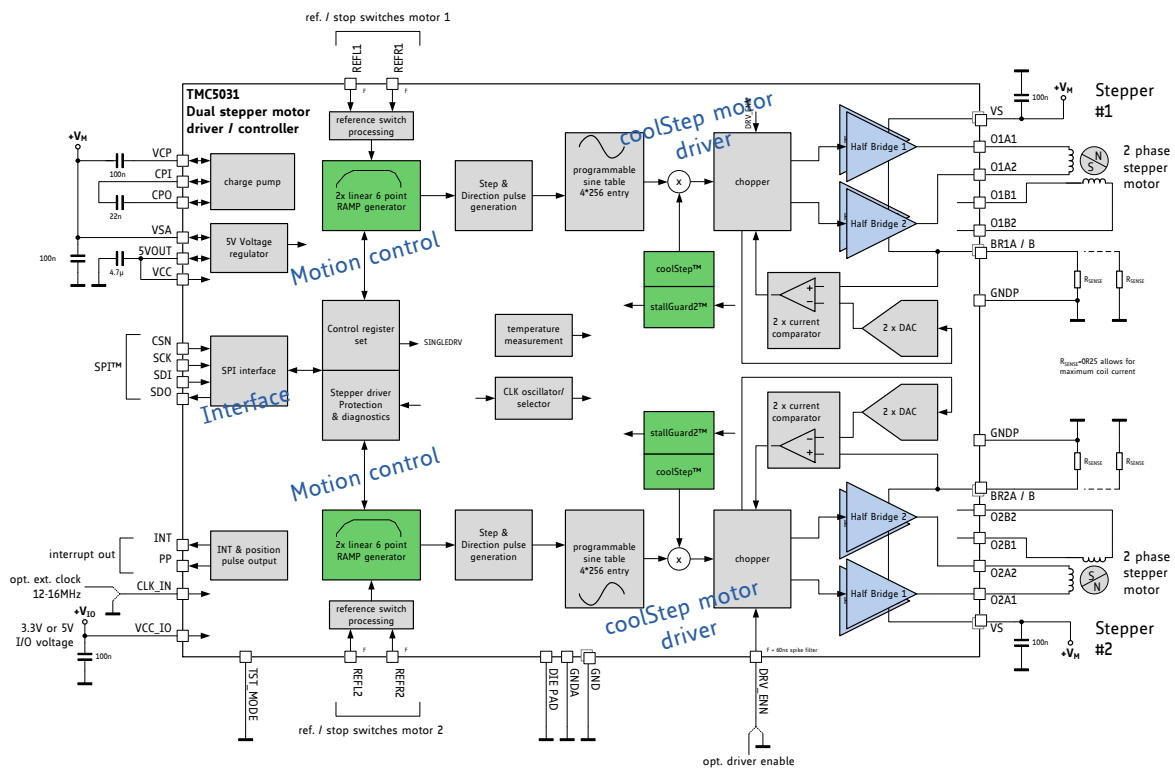 ref. / stop switches motor 1
REFL1
REFR1
F
F
TMC5031
Dual stepper motor
driver / controller
reference switch
processing
coolStep motor
driver
DRV_ENN
+VM
VCP
100n
CPI
CPO
22n
charge pump
VSA
5VOUT
VCC
100n
4.7µ
5V Voltage
regulator
2x linear 6 point
RAMP generator
Step &
Direction pulse
generation
programmable
sine table
4*256 entry
x
chopper
Half Bridge 1
Half Bridge 2
VS
100n
+VM
Stepper
#1
O1A1
O1A2
O1B1
O1B2
BR1A / B
GNDP
N
S
2 phase
stepper
motor
RSENSE
RSENSE
Motion control
coolStep™
stallGuard2™
+
−
2 x current
comparator
2 x DAC
RSENSE=0R25 allows for
maximum coil current
Control register
set
SINGLEDRV
temperature
measurement
SPI™
CSN
SCK
SDI
SDO
SPI interface
Interface
Stepper driver
Protection
& diagnostics
CLK oscillator/
selector
stallGuard2™
coolStep™
2 x current
comparator
+
−
2 x DAC
GNDP
RSENSE
RSENSE
BR2A / B
Motion control
interrupt out
INT
PP
INT & position
pulse output
opt. ext. clock
12-16MHz
CLK_IN
+VIO
3.3V or 5V
I/O voltage
VCC_IO
100n
2x linear 6 point
RAMP generator
Step &
Direction pulse
generation
programmable
sine table
4*256 entry
x
chopper
Half Bridge 2
Half Bridge 1
O2B2
O2B1
O2A2
O2A1
VS
S
N
2 phase
stepper
motor
100n
+VM
Stepper
#2
reference switch
processing
coolStep motor
driver
F
F
F = 60ns spike filter
TST_MODE
REFL2
REFR2
DIE PAD
GNDA
GND
DRV_ENN
ref. / stop switches motor 2
opt. driver enable